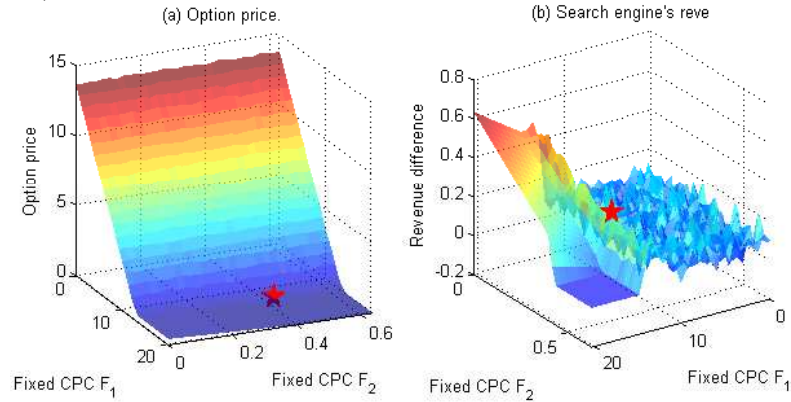 (a) Option price.
15
10
5
0
Option price
0
10
20
Fixed CPC F1
0
0.2
0.4
0.6
Fixed CPC F2
(b) Search engine's reve
0.8
0.6
0.4
0.2
0
-0.2
Revenue difference
0
0.5
Fixed CPC F2
20
10
0
Fixed CPC F1